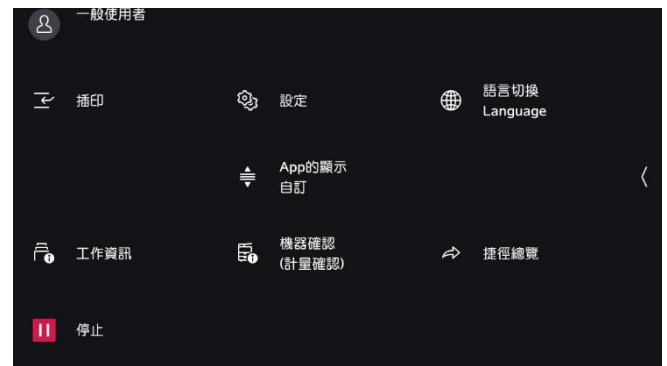 一般使用者
插印
設定
語言切換
Language
App的顯示
自訂
工作資訊
機器確認
(計量確認)
捷徑總覽
停止